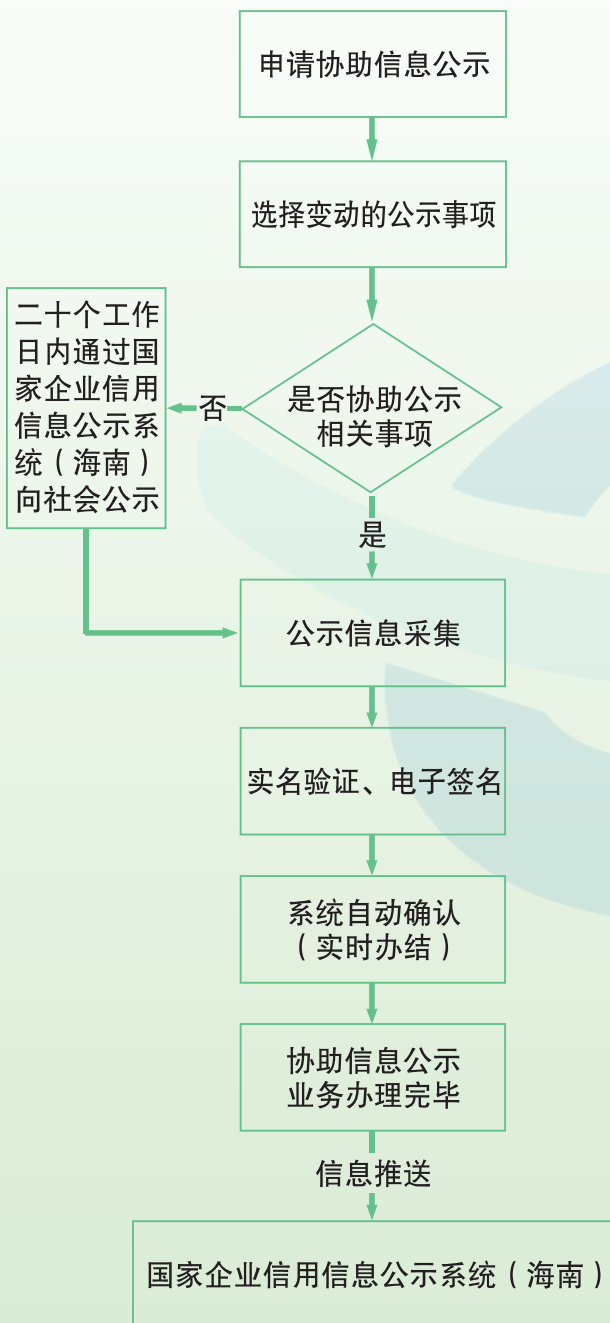 申请协助信息公示
选择变动的公示事项
二十个工作
日内通过国
家企业信用
信息公示系
统（海南）
向社会公示
否
是否协助公示
相关事项
是
公示信息采集
实名验证、电子签名
系统自动确认
（实时办结）
协助信息公示
业务办理完毕
信息推送
国家企业信用信息公示系统（海南）